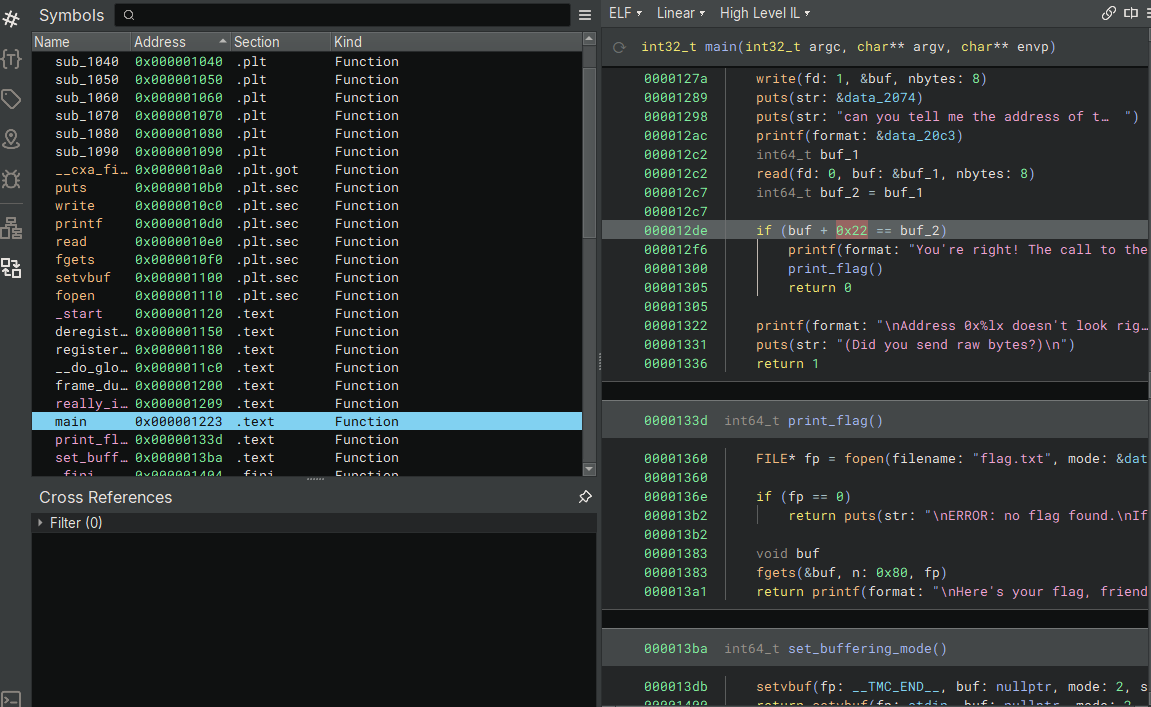 Symbols
Name Address Section Kind
sub_1040 0x000001040 .plt Function
sub_1050 0x000001050 .plt Function
sub_1060 0x000001060 .plt Function
sub_1070 0x000001070 .plt Function
sub_1080 0x000001080 .plt Function
sub_1090 0x000001090 .plt Function
__cxa_fi… 0x0000010a0 .plt.got Function
puts 0x0000010b0 .plt.sec Function
write 0x0000010c0 .plt.sec Function
printf 0x0000010d0 .plt.sec Function
read 0x0000010e0 .plt.sec Function
fgets 0x0000010f0 .plt.sec Function
setvbuf 0x000001100 .plt.sec Function
fopen 0x000001110 .plt.sec Function
_start 0x000001120 .text Function
deregist… 0x000001150 .text Function
register… 0x000001180 .text Function
__do_glo… 0x0000011c0 .text Function
frame_du… 0x000001200 .text Function
really_i… 0x000001209 .text Function
main 0x000001223 .text Function
print_fl… 0x00000133d .text Function
set_buff… 0x0000013ba .text Function
_fini 0x000001404 .fini Function
Cross References
Filter (0)
ELF Linear High Level IL
int32_t main(int32_t argc, char** argv, char** envp)
0000127a write(fd: 1, &buf, nbytes: 8)
00001289 puts(str: &data_2074)
00001298 puts(str: "can you tell me the address of t… ")
000012ac printf(format: &data_20c3)
000012c2 int64_t buf_1
000012c2 read(fd: 0, buf: &buf_1, nbytes: 8)
000012c7 int64_t buf_2 = buf_1
000012c7
000012de if (buf + 0x22 == buf_2)
000012f6 printf(format: "You're right! The call to the
00001300 print_flag()
00001305 return 0
00001305
00001322 printf(format: "\nAddress 0x%lx doesn't look rig…
00001331 puts(str: "(Did you send raw bytes?)\n")
00001336 return 1
0000133d int64_t print_flag()
00001360 FILE* fp = fopen(filename: "flag.txt", mode: &dat
00001360
0000136e if (fp == 0)
000013b2 return puts(str: "\nERROR: no flag found.\nIf
000013b2
00001383 void buf
00001383 fgets(&buf, n: 0x80, fp)
000013a1 return printf(format: "\nHere's your flag, friend
000013ba int64_t set_buffering_mode()
000013db setvbuf(fp: __TMC_END__, buf: nullptr, mode: 2, s
00001400 return setvbuf(fp: stdin, buf: nullptr, mode: 2,